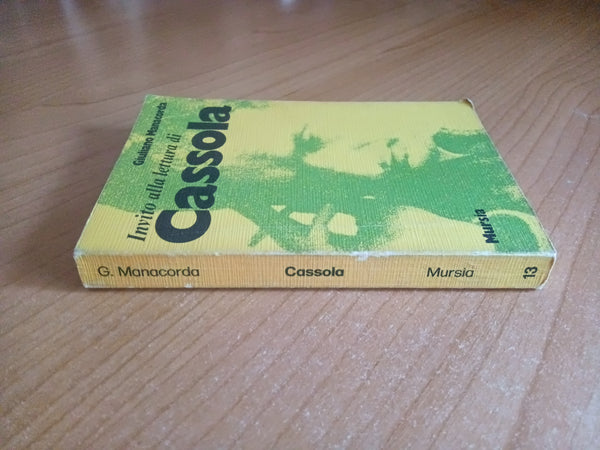 Giuliano Manacorda
Invito alla lettura di
Cassola
Mursia
G. Manacorda
Cassola
Mursia
13